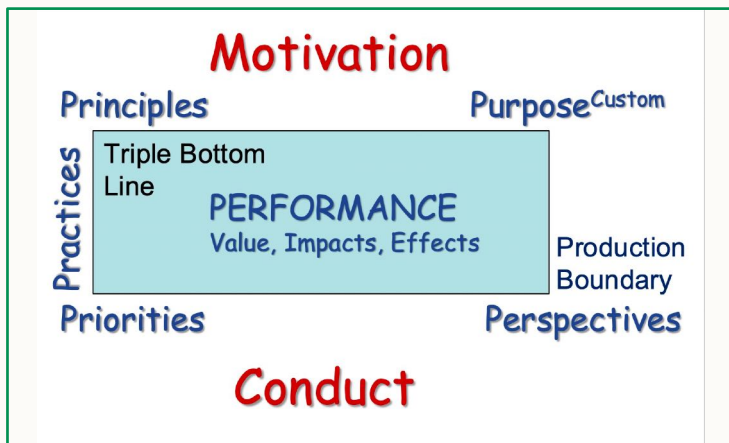 Motivation
Principles
Purpose^Custom
Practices
Triple Bottom
Line
PERFORMANCE
Value, Impacts, Effects
Production
Boundary
Priorities
Perspectives
Conduct